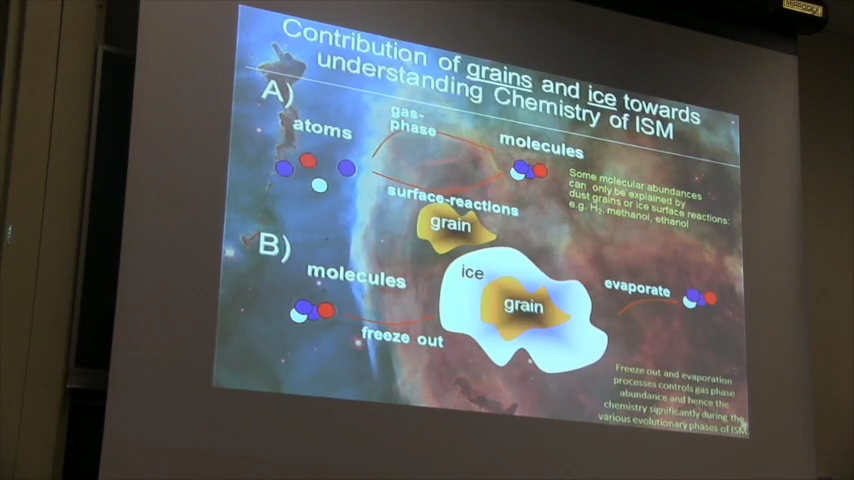 Contribution of grains and ice towards
understanding Chemistry of ISM
A)
atoms
gas-
phase
molecules
surface-reactions
grain
Some molecular abundances
can only be explained by
dust grains or ice surface reactions:
e.g. H2, methanol, ethanol
B)
molecules
freeze out
ice
grain
evaporate
Freeze out and evaporation
processes controls gas phase
abundance and hence the
chemistry significantly during the
various evolutionary phases of ISM